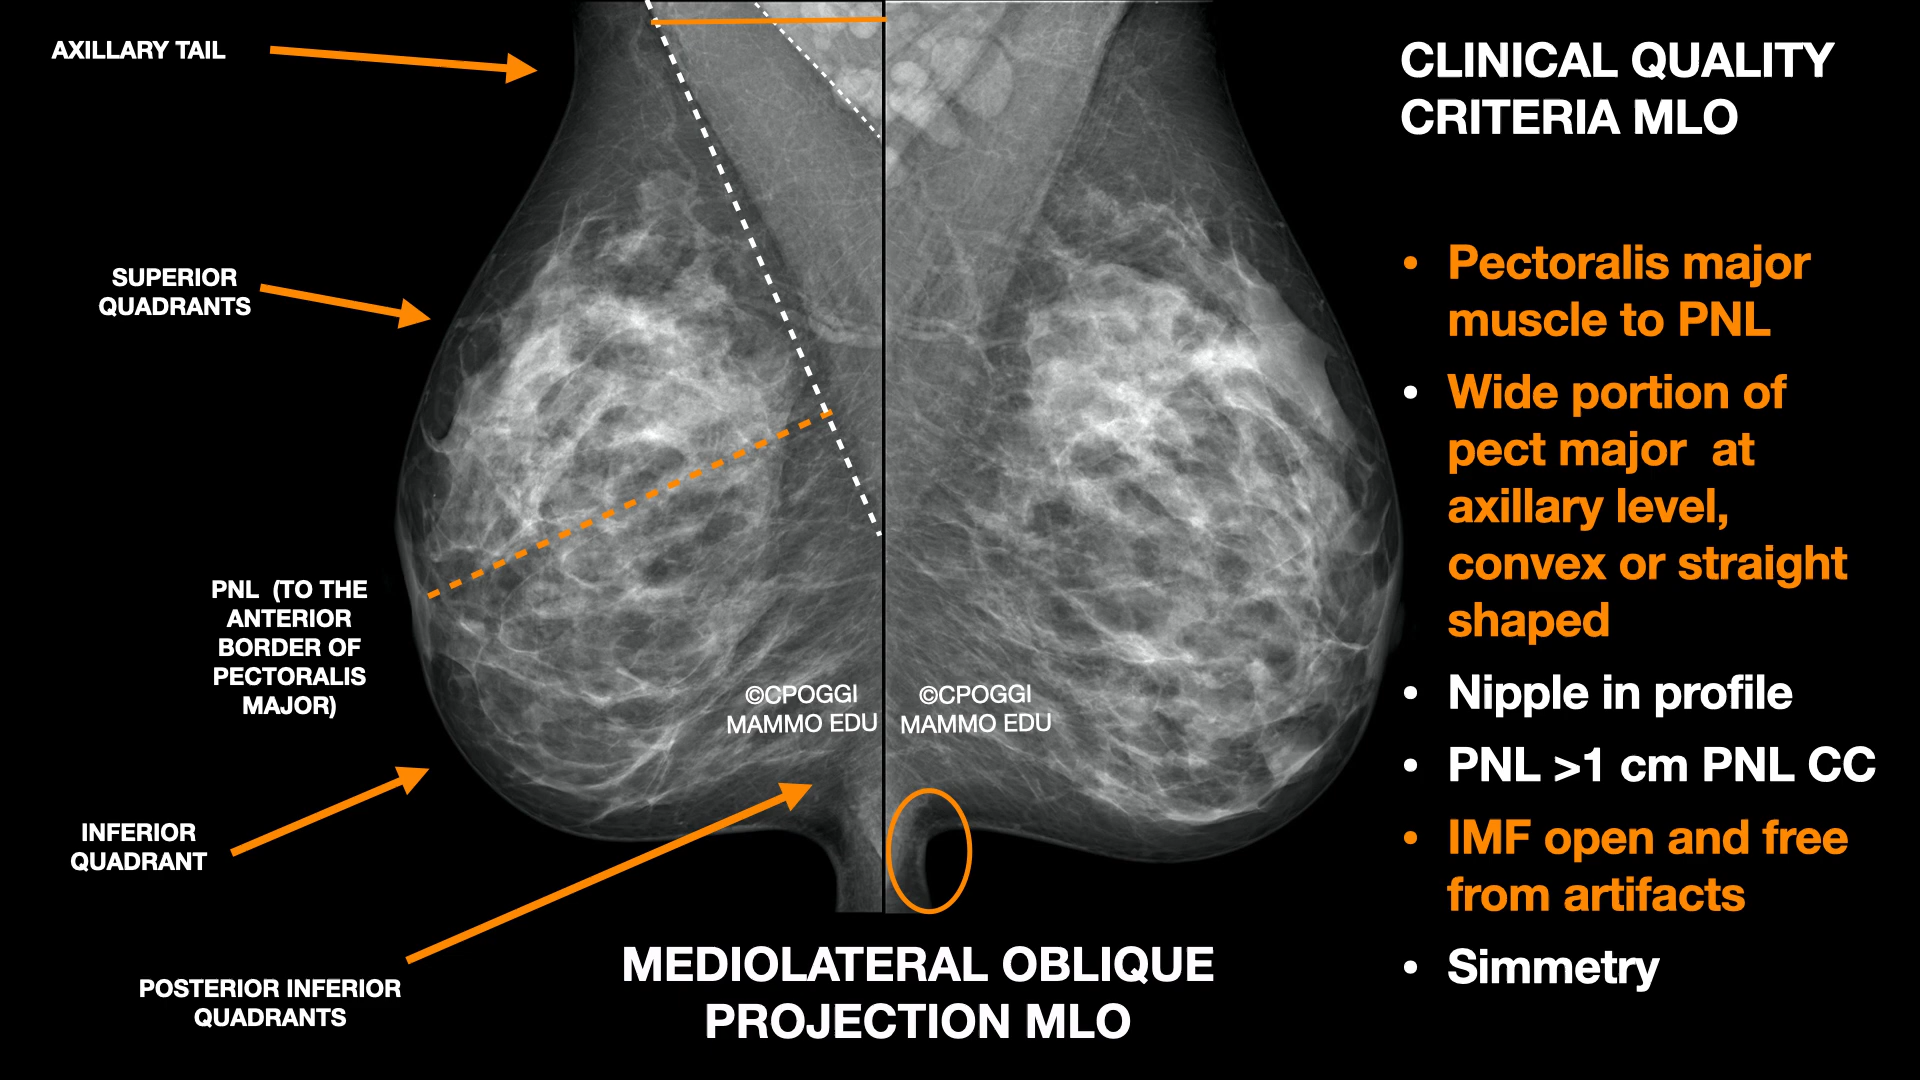 AXILLARY TAIL
SUPERIOR
QUADRANTS
PNL (TO THE
ANTERIOR
BORDER OF
PECTORALIS
MAJOR)
INFERIOR
QUADRANT
POSTERIOR INFERIOR
QUADRANTS
©CPOGGI
MAMMO EDU
©CPOGGI
MAMMO EDU
MEDIOLATERAL OBLIQUE
PROJECTION MLO
CLINICAL QUALITY
CRITERIA MLO
• Pectoralis major
muscle to PNL
• Wide portion of
pect major at
axillary level,
convex or straight
shaped
• Nipple in profile
• PNL >1 cm PNL CC
• IMF open and free
from artifacts
• Simmetry